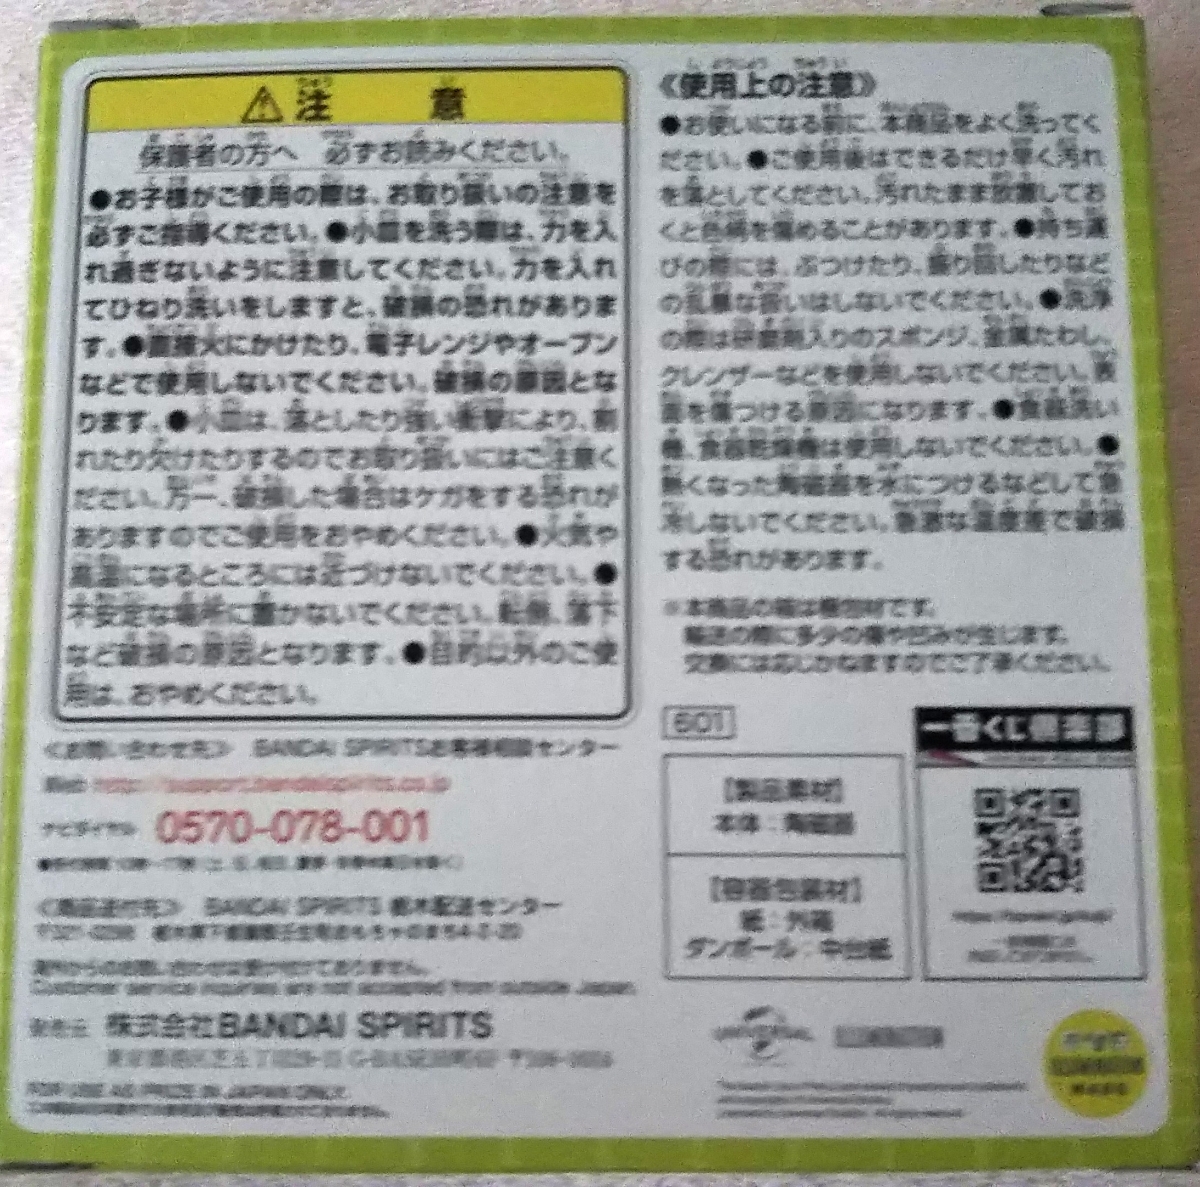 注意
保護者の方へ 必ずお読みください。
●お子様がご使用の際は、お取り扱いの注意を
必ずご指導ください。●小皿を洗う際は、力を入
れ過ぎないように注意してください。力を入れ
てひねり洗いをしますと、破損の恐れがありま
す。●直接火にかけたり、電子レンジやオーブン
などで使用しないでください。破損の原因とな
ります。●小皿は、落としたり強い衝撃により、割
れたり欠けたりするのでお取り扱いにはご注意く
ださい。万一、破損した場合はケガをする恐れが
ありますのでご使用をおやめください。●火気や
高温になるところには近づけないでください。●
不安定な場所に置かないでください。転倒、落下
など破損の原因となります。●目的以外のご使
用は、おやめください。
《お問い合わせ先》 BANDAI SPIRITSお客様相談センター
Web http://support.bandaispirits.co.jp
ナビダイヤル 0570-078-001
《商品送付先》 BANDAI SPIRITS 栃木配送センター
海外からのお問い合わせは受け付けておりません。
Customer service inquiries are not accepted from outside Japan.
発売元 株式会社BANDAI SPIRITS
FOR USE AS PRIZE IN JAPAN ONLY.
《使用上の注意》
●お使いになる前に、本商品をよく洗ってく
ださい。●ご使用後はできるだけ早く汚れ
を落としてください。汚れたまま放置してお
くと色柄を傷めることがあります。●持ち運
びの際には、ぶつけたり、振り回したりなど
の乱暴な扱いはしないでください。●洗浄
の際は研磨剤入りのスポンジ、金属たわし、
クレンザーなどを使用しないでください。表
面を傷つける原因になります。●食器洗い
機、食器乾燥機は使用しないでください。●
熱くなった陶磁器を水につけるなどして急
冷しないでください。急激な温度差で破損
する恐れがあります。
※本商品の箱は梱包材です。
輸送の際に多少の傷や凹みが生じます。
交換には応じかねますのでご了承ください。
601
【製品素材】
本体：陶磁器
【容器包装材】
紙：外箱
ダンボール：中台紙
一番くじ倶楽部
UNIVERSAL